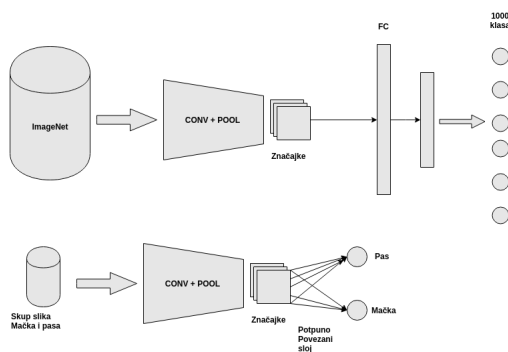 FC
1000
klasa
ImageNet
CONV + POOL
Značajke
Pas
CONV + POOL
Mačka
Skup slika
Mačka i pasa
Značajke
Potpuno
Povezani
sloj